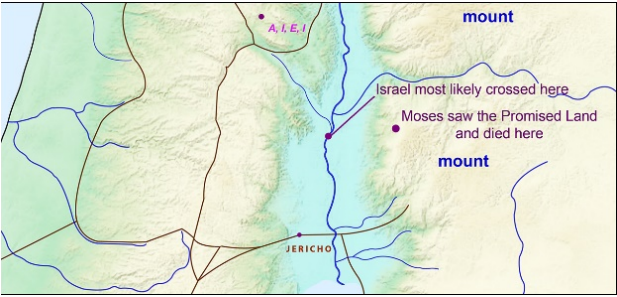 mount
A, I, E, I
Israel most likely crossed here
Moses saw the Promised Land
and died here
mount
JERICHO